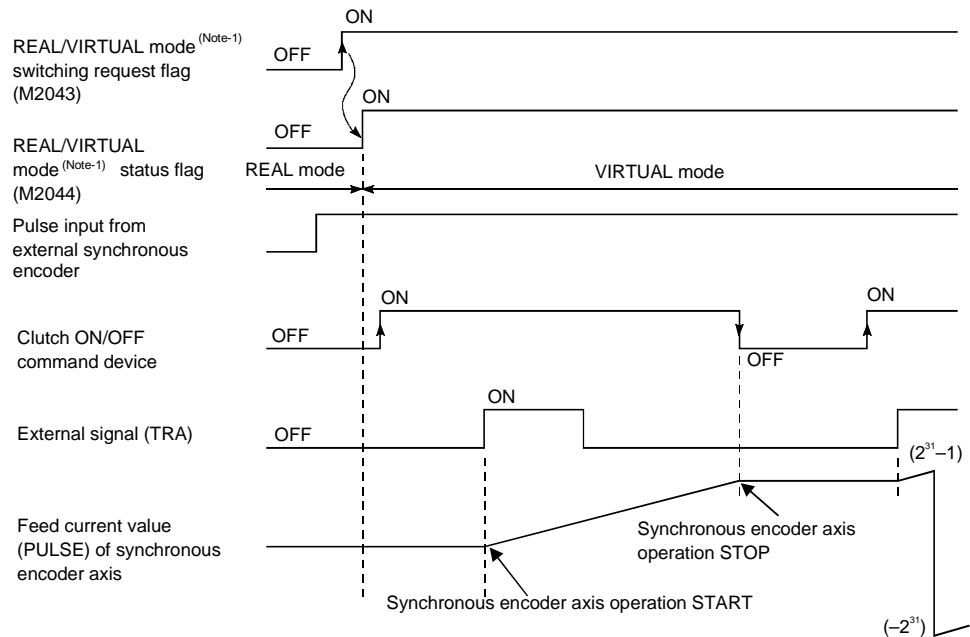 ON
REAL/VIRTUAL mode (Note-1)
switching request flag
(M2043)
OFF
ON
REAL/VIRTUAL
mode (Note-1) status flag
(M2044)
OFF
REAL mode
VIRTUAL mode
Pulse input from
external synchronous
encoder
ON
ON
Clutch ON/OFF
command device
OFF
OFF
ON
External signal (TRA)
OFF
(2³¹–1)
Feed current value
(PULSE) of synchronous
encoder axis
Synchronous encoder axis
operation STOP
Synchronous encoder axis operation START
(–2³¹)